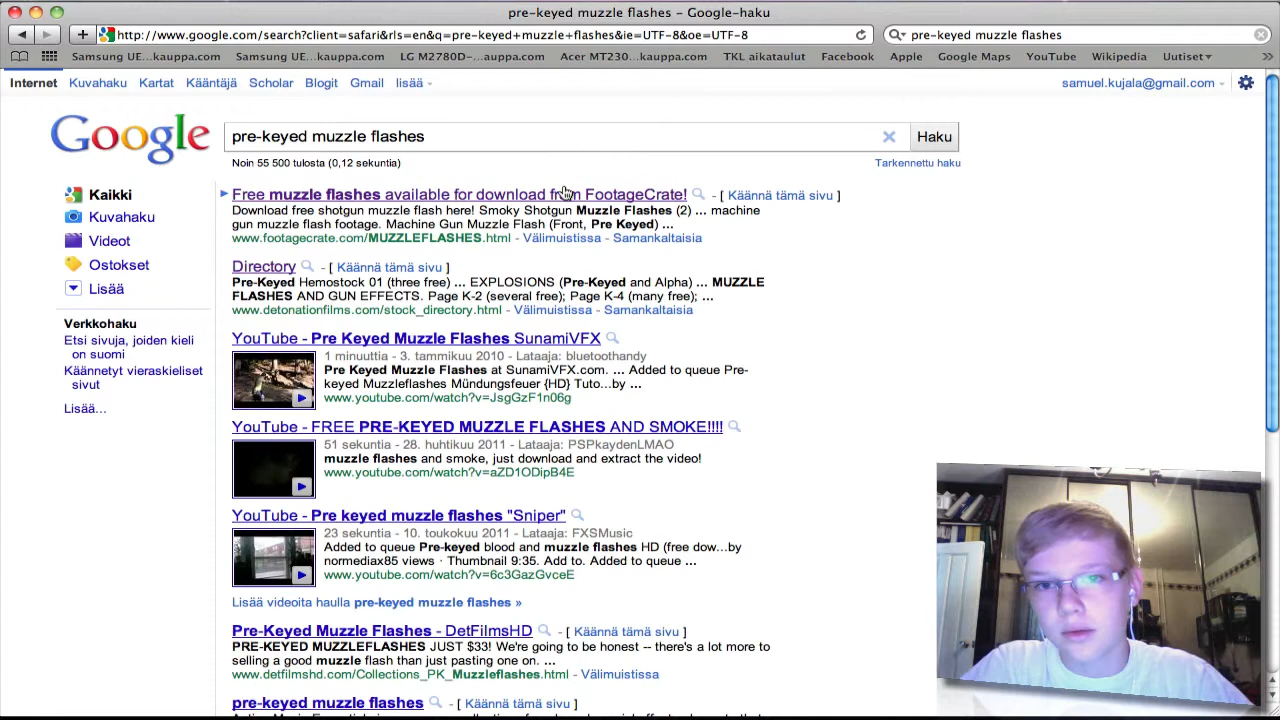 pre-keyed muzzle flashes – Google-haku
http://www.google.com/search?client=safari&rls=en&q=pre-keyed+muzzle+flashes&ie=UTF-8&oe=UTF-8
pre-keyed muzzle flashes
Samsung UE...kauppa.com Samsung UE...kauppa.com LG M2780D-...auppa.com Acer MT230...kauppa.com TKL aikataulut Facebook Apple Google Maps YouTube Wikipedia Uutiset
Internet Kuvahaku Kartat Kääntäjä Scholar Blogit Gmail lisää
samuel.kujala@gmail.com
Google
pre-keyed muzzle flashes
Haku
Noin 55 500 tulosta (0,12 sekuntia)
Tarkennettu haku
Kaikki
Kuvahaku
Videot
Ostokset
Lisää
Verkkohaku
Etsi sivuja, joiden kieli
on suomi
Käännetyt vieraskieliset
sivut
Lisää...
Free muzzle flashes available for download from FootageCrate! - [ Käännä tämä sivu ]
Download free shotgun muzzle flash here! Smoky Shotgun Muzzle Flashes (2) ... machine
gun muzzle flash footage. Machine Gun Muzzle Flash (Front, Pre Keyed) ...
www.footagecrate.com/MUZZLEFLASHES.html - Välimuistissa - Samankaltaisia
Directory - [ Käännä tämä sivu ]
Pre-Keyed Hemostock 01 (three free) ... EXPLOSIONS (Pre-Keyed and Alpha) ... MUZZLE
FLASHES AND GUN EFFECTS. Page K-2 (several free); Page K-4 (many free); ...
www.detonationfilms.com/stock_directory.html - Välimuistissa - Samankaltaisia
YouTube - Pre Keyed Muzzle Flashes SunamiVFX
1 minuuttia - 3. tammikuu 2010 - Lataaja: bluetoothandy
Pre Keyed Muzzle Flashes at SunamiVFX.com. ... Added to queue Pre-
keyed Muzzleflashes Mündungsfeuer {HD} Tuto...by ...
www.youtube.com/watch?v=JsgGzF1n06g
YouTube - FREE PRE-KEYED MUZZLE FLASHES AND SMOKE!!!!
51 sekuntia - 28. huhtikuu 2011 - Lataaja: PSPkaydenLMAO
muzzle flashes and smoke, just download and extract the video!
www.youtube.com/watch?v=aZD1ODipB4E
YouTube - Pre keyed muzzle flashes "Sniper"
23 sekuntia - 10. toukokuu 2011 - Lataaja: FXSMusic
Added to queue Pre-keyed blood and muzzle flashes HD (free dow...by
normediax85 views · Thumbnail 9:35. Add to. Added to queue ...
www.youtube.com/watch?v=6c3GazGvceE
Lisää videoita haulla pre-keyed muzzle flashes »
Pre-Keyed Muzzle Flashes - DetFilmsHD - [ Käännä tämä sivu ]
PRE-KEYED MUZZLEFLASHES JUST $33! We're going to be honest -- there's a lot more to
selling a good muzzle flash than just pasting one on. ...
www.detfilmshd.com/Collections_PK_Muzzleflashes.html - Välimuistissa
pre-keyed muzzle flashes - [ Käännä tämä sivu ]